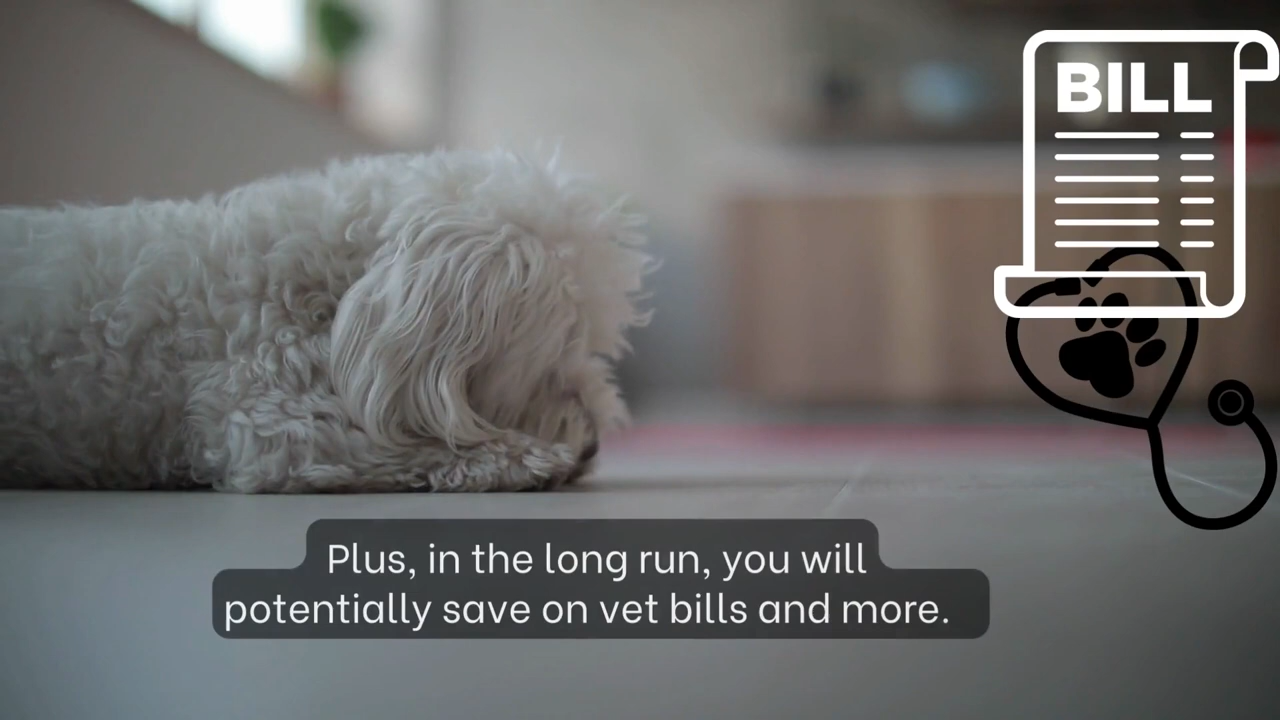 BILL
Plus, in the long run, you will
potentially save on vet bills and more.